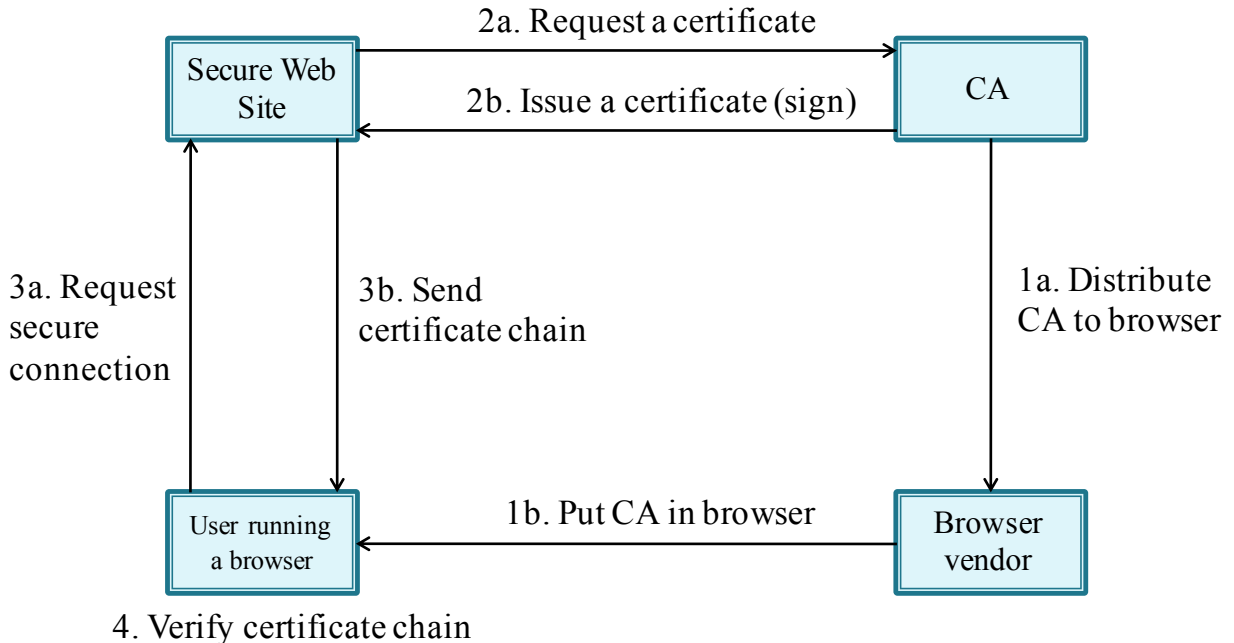 2a. Request a certificate
Secure Web
Site
CA
2b. Issue a certificate (sign)
3a. Request
secure
connection
3b. Send
certificate chain
1a. Distribute
CA to browser
User running
a browser
1b. Put CA in browser
Browser
vendor
4. Verify certificate chain